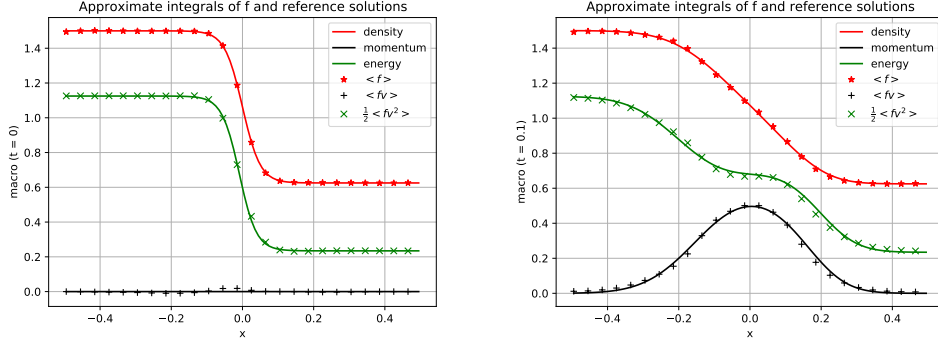 Approximate integrals of f and reference solutions
macro (t = 0)
1.4
1.2
1.0
0.8
0.6
0.4
0.2
0.0
density
momentum
energy
< f >
< fv >
½ < fv² >
−0.4
−0.2
0.0
0.2
0.4
x
Approximate integrals of f and reference solutions
macro (t = 0.1)
1.4
1.2
1.0
0.8
0.6
0.4
0.2
0.0
density
momentum
energy
< f >
< fv >
½ < fv² >
−0.4
−0.2
0.0
0.2
0.4
x